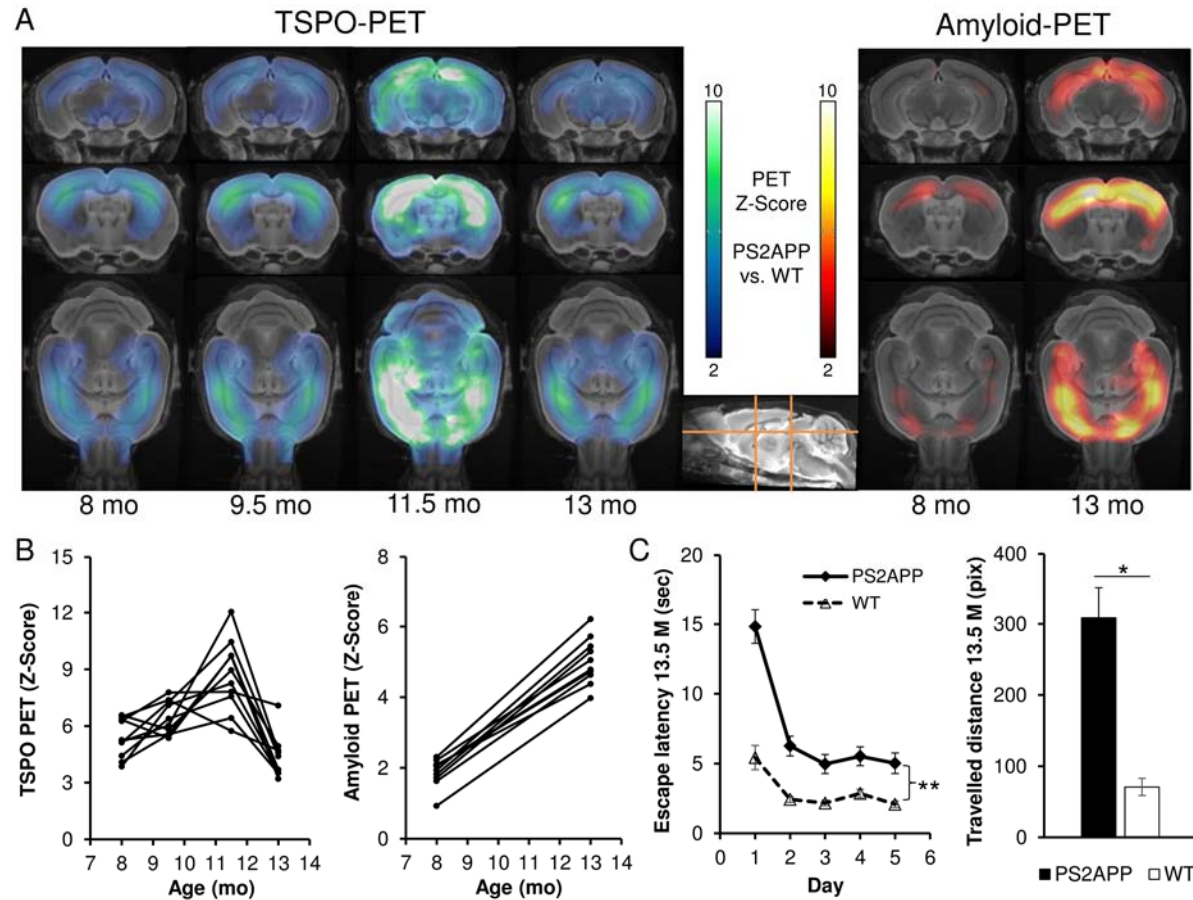 A
TSPO-PET
Amyloid-PET
10
10
PET
Z-Score
PS2APP
vs. WT
2
2
8 mo
9.5 mo
11.5 mo
13 mo
8 mo
13 mo
B
TSPO PET (Z-Score)
15
12
9
6
3
0
7 8 9 10 11 12 13 14
Age (mo)
Amyloid PET (Z-Score)
8
6
4
2
0
7 8 9 10 11 12 13 14
Age (mo)
C
Escape latency 13.5 M (sec)
20
15
10
5
0
PS2APP
WT
**
0 1 2 3 4 5 6
Day
Travelled distance 13.5 M (pix)
400
300
200
100
0
*
PS2APP WT